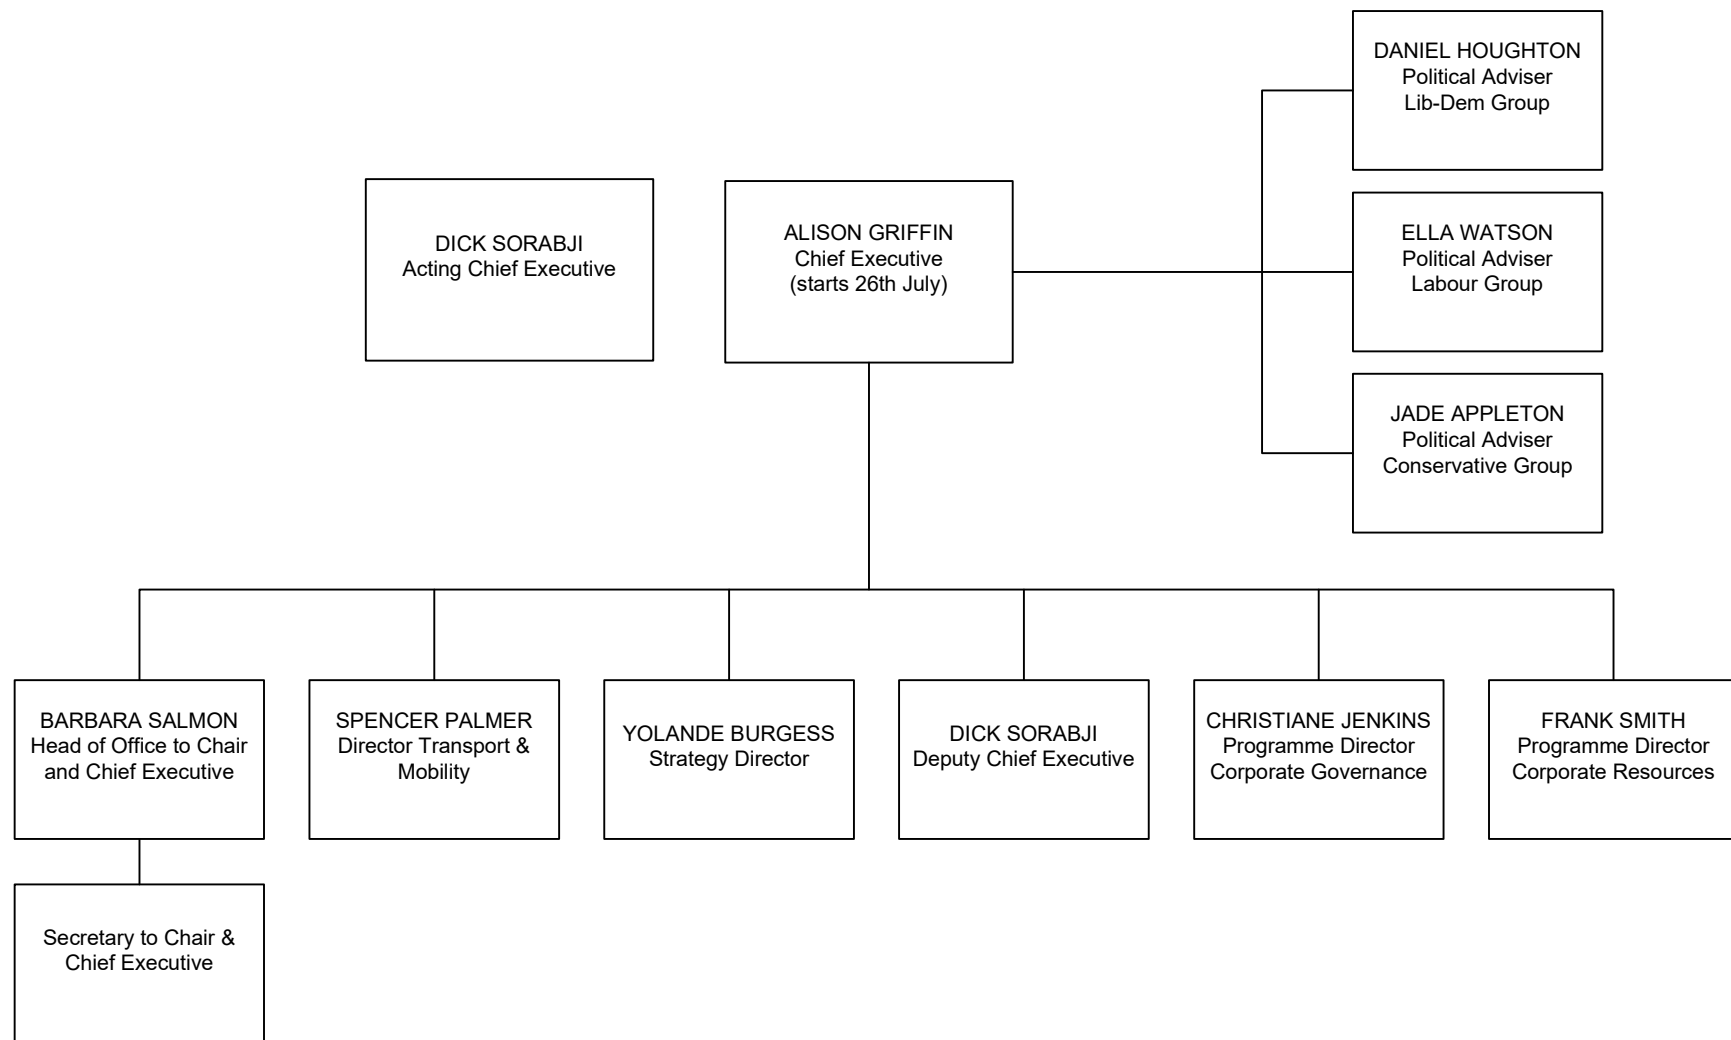 DANIEL HOUGHTON
Political Adviser
Lib-Dem Group
DICK SORABJI
Acting Chief Executive
ALISON GRIFFIN
Chief Executive
(starts 26th July)
ELLA WATSON
Political Adviser
Labour Group
JADE APPLETON
Political Adviser
Conservative Group
BARBARA SALMON
Head of Office to Chair
and Chief Executive
SPENCER PALMER
Director Transport &
Mobility
YOLANDE BURGESS
Strategy Director
DICK SORABJI
Deputy Chief Executive
CHRISTIANE JENKINS
Programme Director
Corporate Governance
FRANK SMITH
Programme Director
Corporate Resources
Secretary to Chair &
Chief Executive